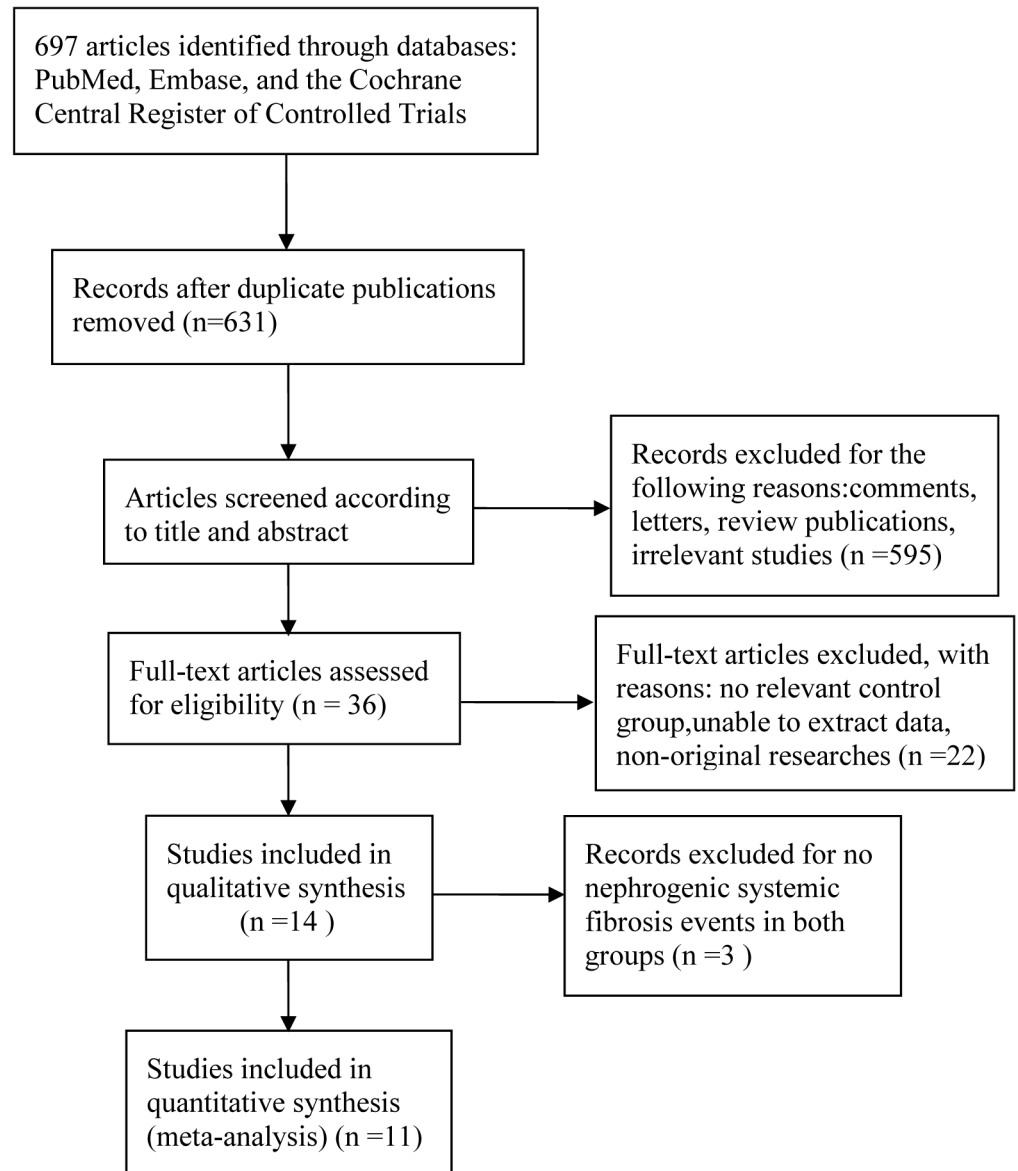 697 articles identified through databases:
PubMed, Embase, and the Cochrane
Central Register of Controlled Trials
Records after duplicate publications
removed (n=631)
Articles screened according
to title and abstract
Records excluded for the
following reasons:comments,
letters, review publications,
irrelevant studies (n =595)
Full-text articles assessed
for eligibility (n = 36)
Full-text articles excluded, with
reasons: no relevant control
group,unable to extract data,
non-original researches (n =22)
Studies included in
qualitative synthesis
(n =14 )
Records excluded for no
nephrogenic systemic
fibrosis events in both
groups (n =3 )
Studies included in
quantitative synthesis
(meta-analysis) (n =11)